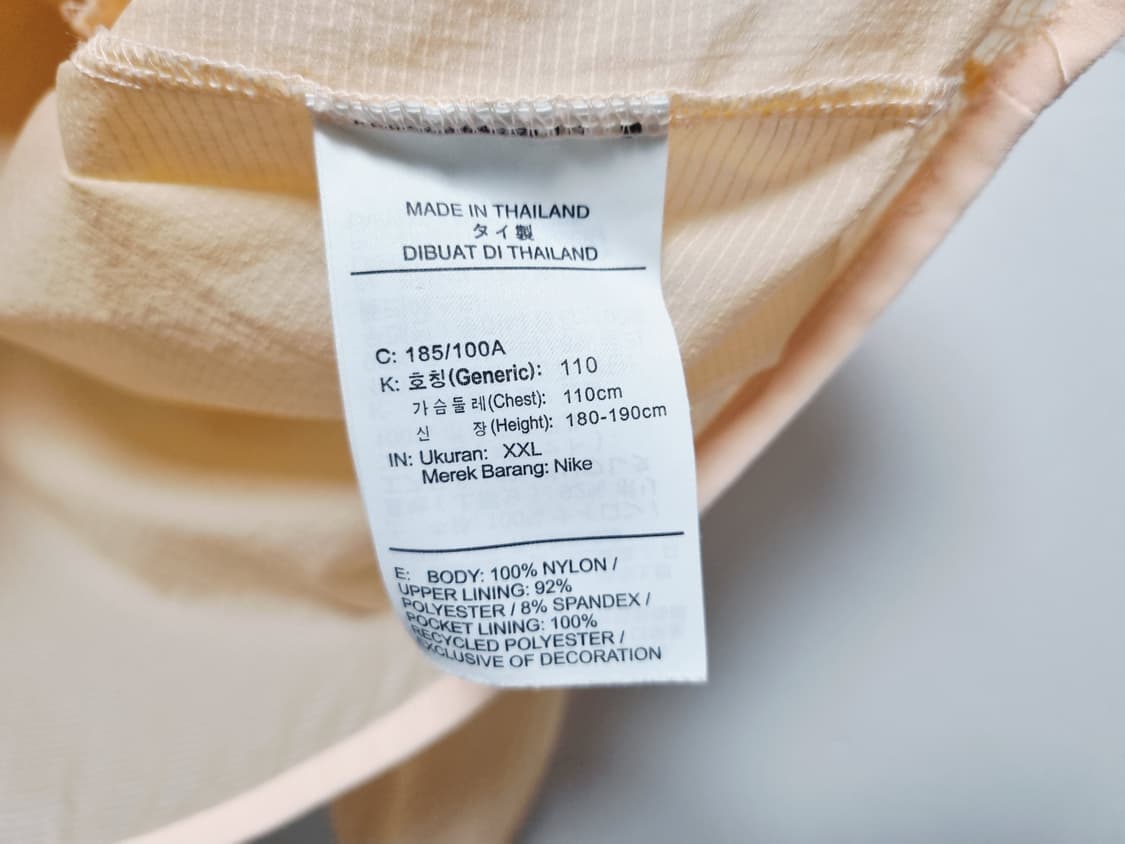 MADE IN THAILAND
タイ製
DIBUAT DI THAILAND
C: 185/100A
K: 호칭(Generic): 110
가슴둘레(Chest): 110cm
신 장(Height): 180-190cm
IN: Ukuran: XXL
Merek Barang: Nike
E: BODY: 100% NYLON /
UPPER LINING: 92%
POLYESTER / 8% SPANDEX /
POCKET LINING: 100%
RECYCLED POLYESTER /
EXCLUSIVE OF DECORATION